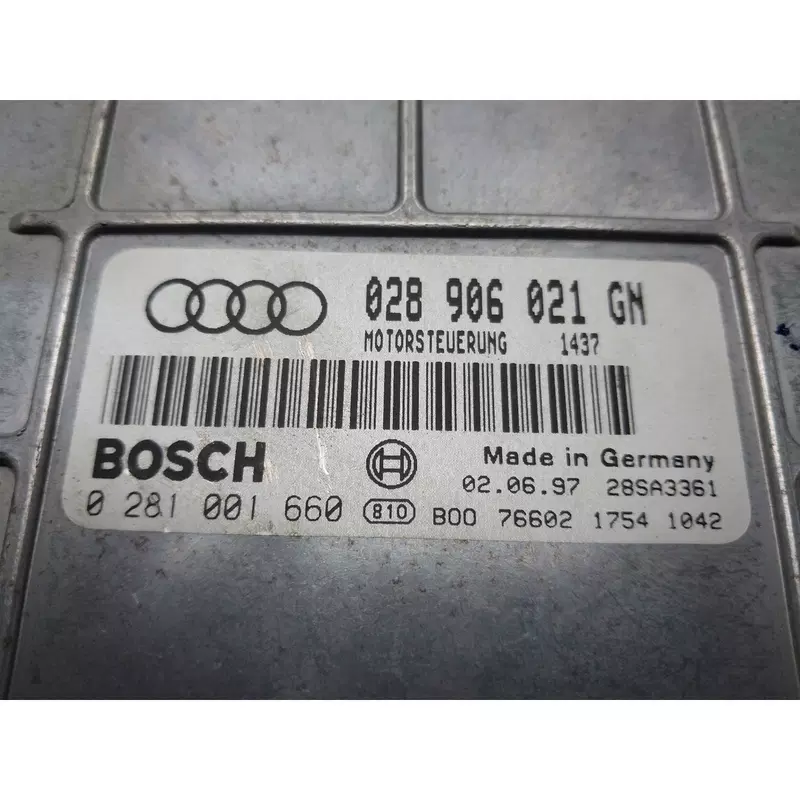 028 906 021 GN
MOTORSTEUERUNG 1437
BOSCH
Made in Germany
02.06.97 28SA3361
0 281 001 660 810 B00 76602 1754 1042